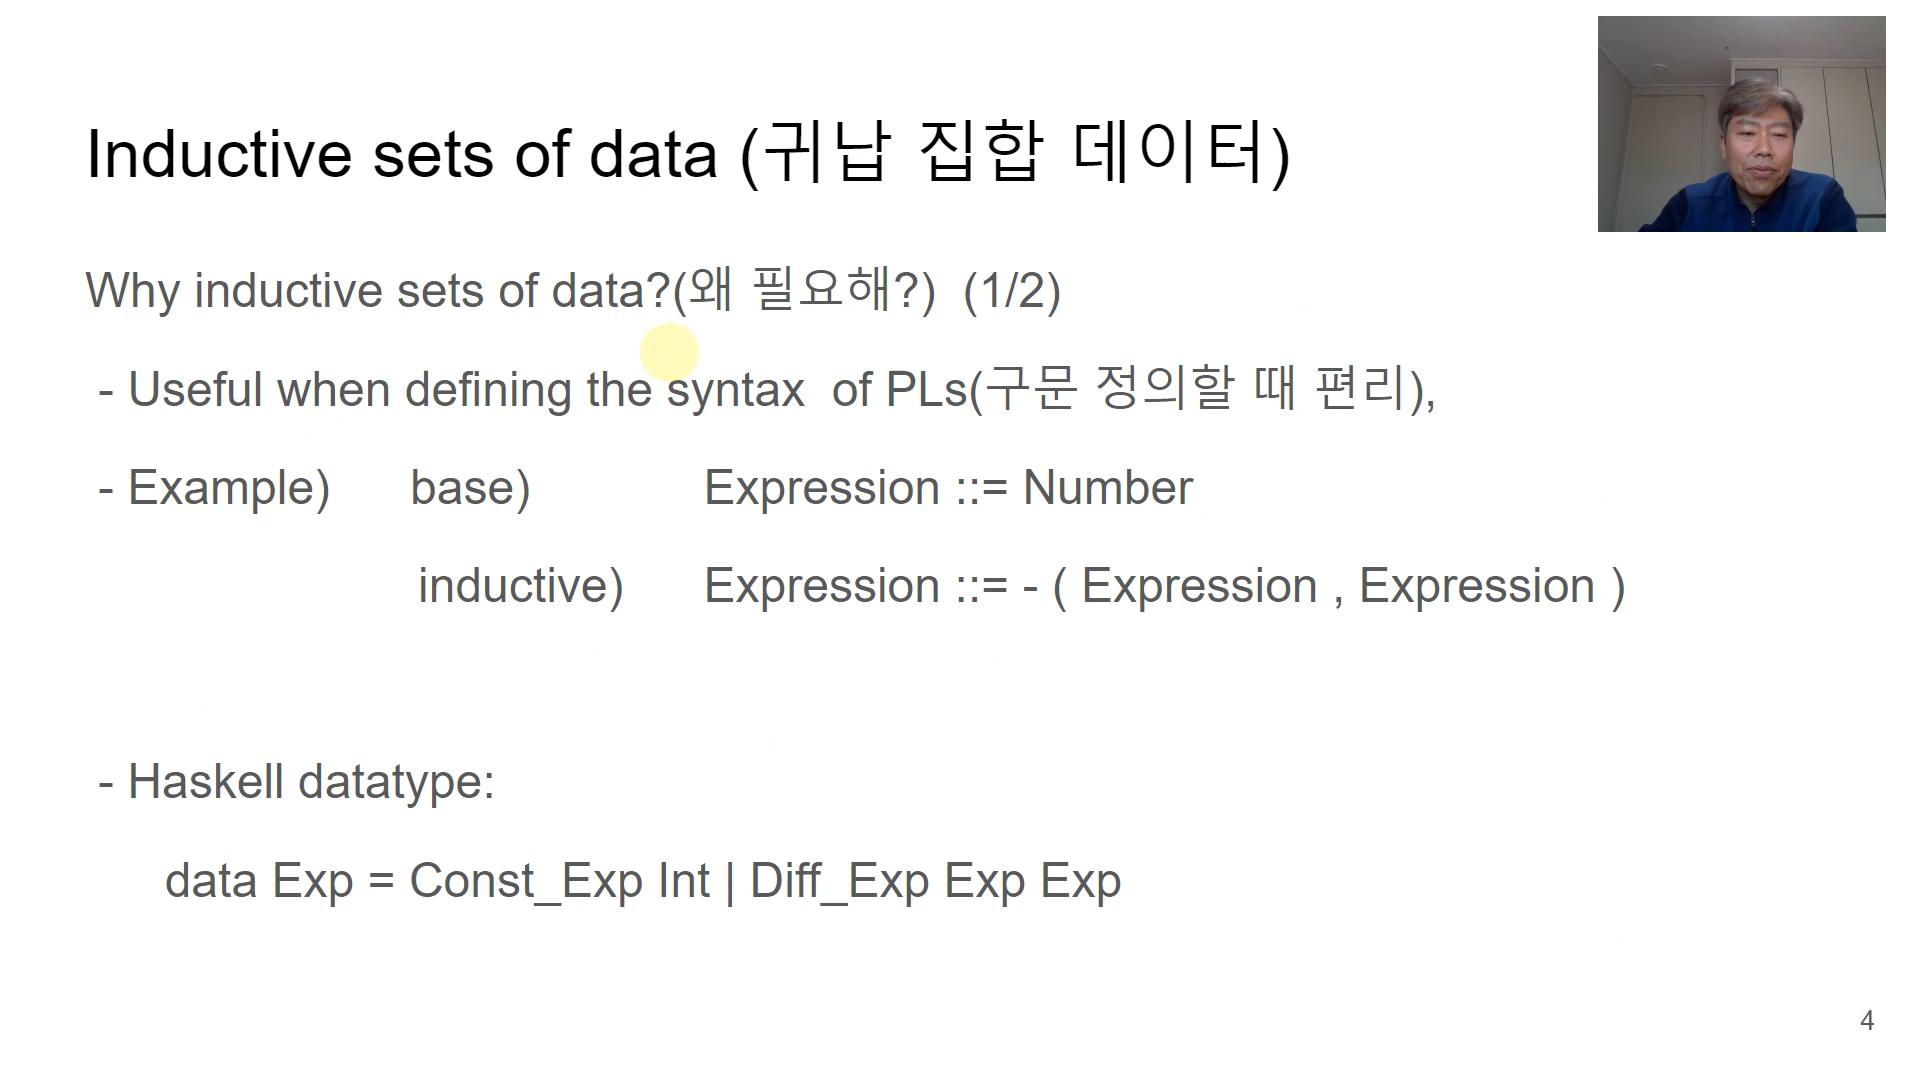 Inductive sets of data (귀납 집합 데이터)
Why inductive sets of data?(왜 필요해?) (1/2)
- Useful when defining the syntax of PLs(구문 정의할 때 편리),
- Example) base) Expression ::= Number
inductive) Expression ::= - ( Expression , Expression )
- Haskell datatype:
data Exp = Const_Exp Int | Diff_Exp Exp Exp
4